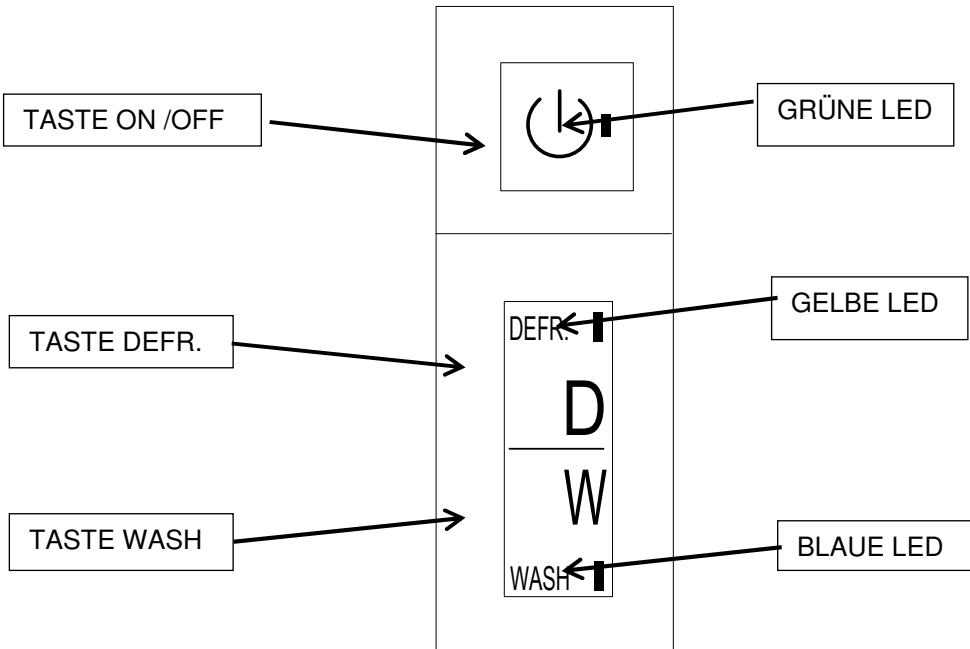 TASTE ON /OFF
GRÜNE LED
GELBE LED
DEFR.
TASTE DEFR.
D
W
TASTE WASH
BLAUE LED
WASH